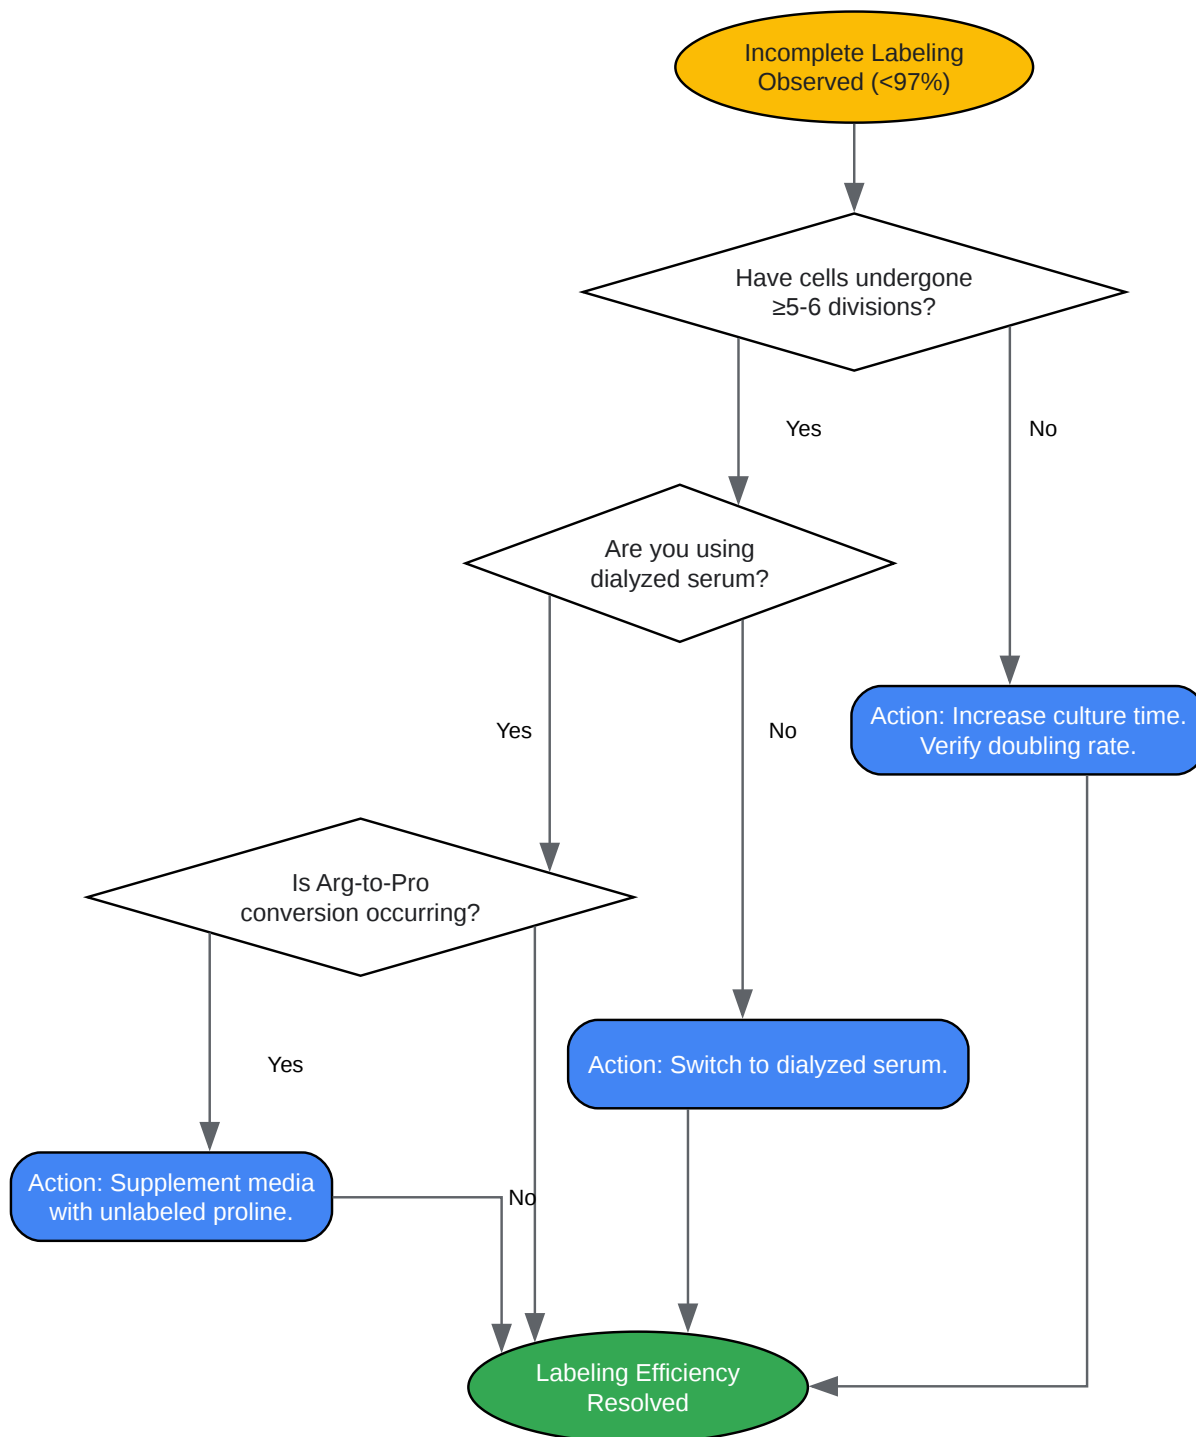 Incomplete Labeling
Observed (<97%)
Have cells undergone
≥5-6 divisions?
Yes
No
Are you using
dialyzed serum?
Yes
No
Action: Increase culture time.
Verify doubling rate.
Is Arg-to-Pro
conversion occurring?
Yes
Action: Switch to dialyzed serum.
Action: Supplement media
with unlabeled proline.
No
Labeling Efficiency
Resolved